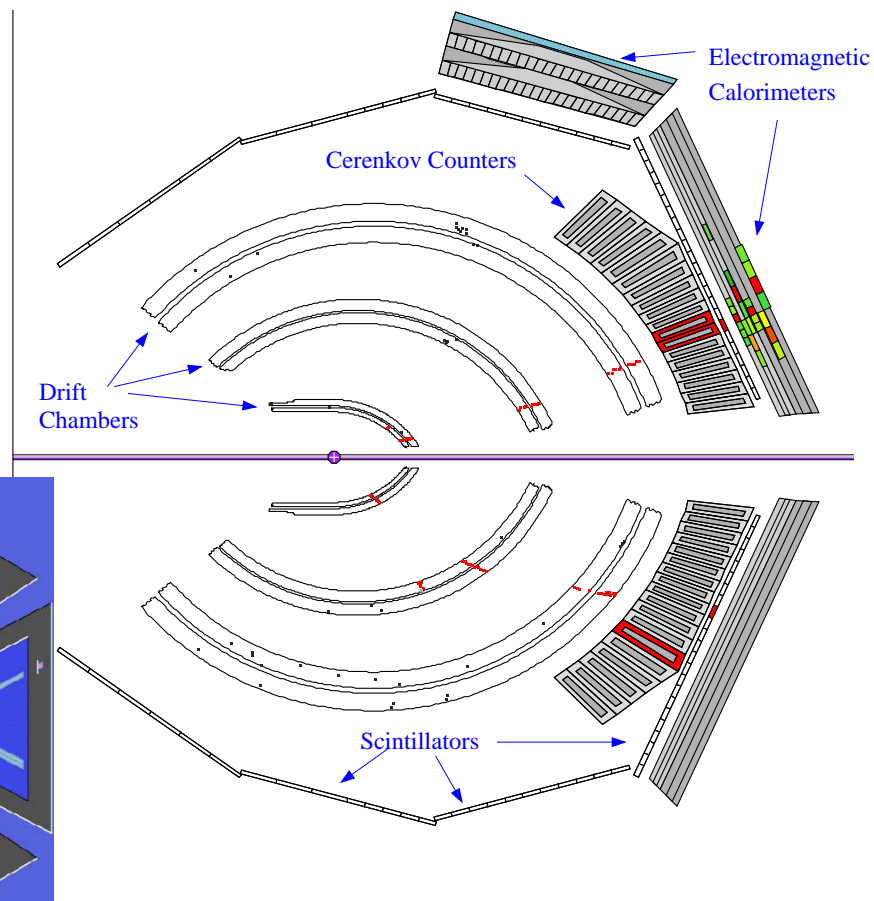 Electromagnetic
Calorimeters
Cerenkov Counters
Drift
Chambers
Scintillators